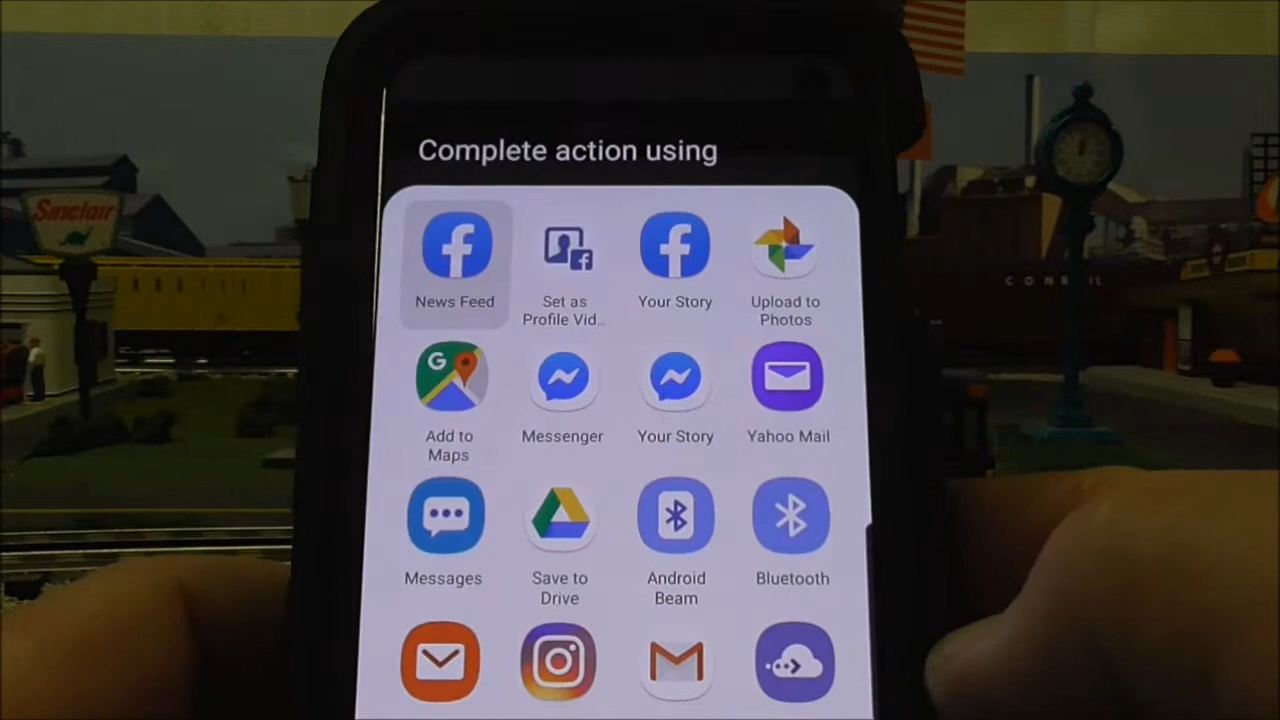 Complete action using
News Feed
Set as
Profile Vid...
Your Story
Upload to
Photos
Add to
Maps
Messenger
Your Story
Yahoo Mail
Messages
Save to
Drive
Android
Beam
Bluetooth
Sinclair
CONRAIL